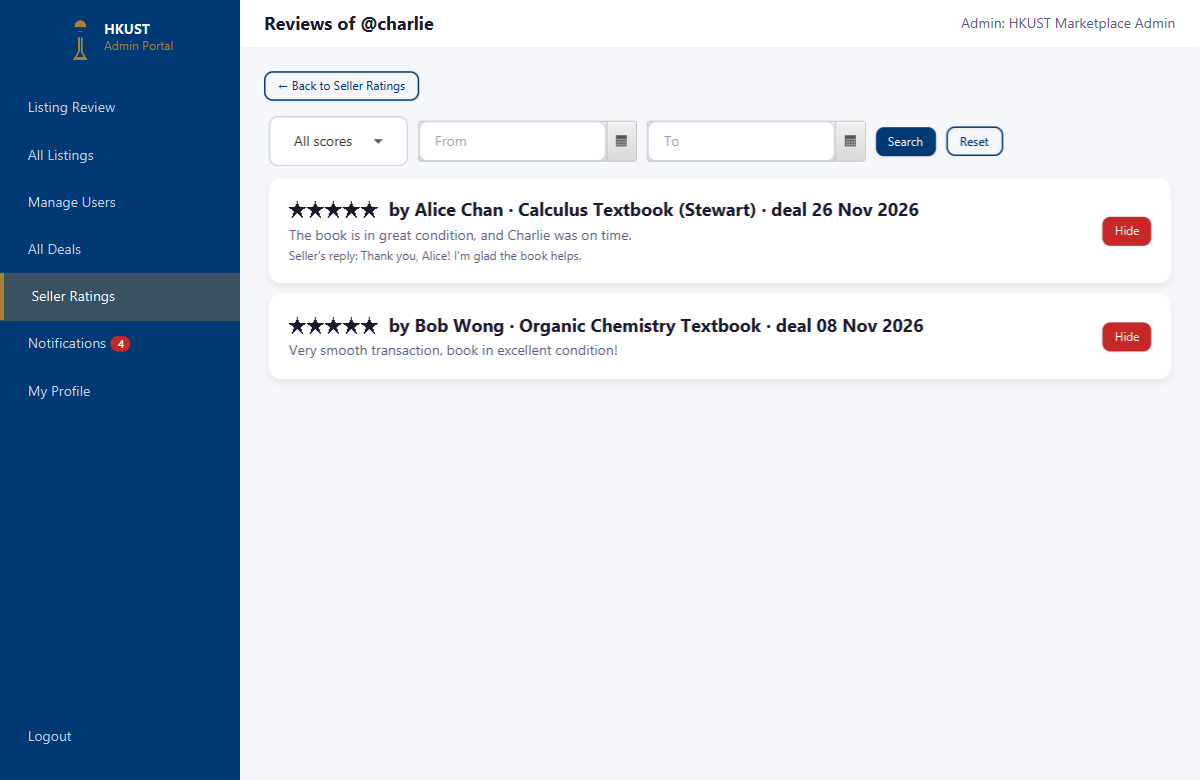 HKUST
Admin Portal
Listing Review
All Listings
Manage Users
All Deals
Seller Ratings
Notifications 4
My Profile
Logout
Reviews of @charlie
Admin: HKUST Marketplace Admin
← Back to Seller Ratings
All scores From To Search Reset
★★★★★ by Alice Chan · Calculus Textbook (Stewart) · deal 26 Nov 2026
The book is in great condition, and Charlie was on time.
Seller's reply: Thank you, Alice! I'm glad the book helps.
Hide
★★★★★ by Bob Wong · Organic Chemistry Textbook · deal 08 Nov 2026
Very smooth transaction, book in excellent condition!
Hide